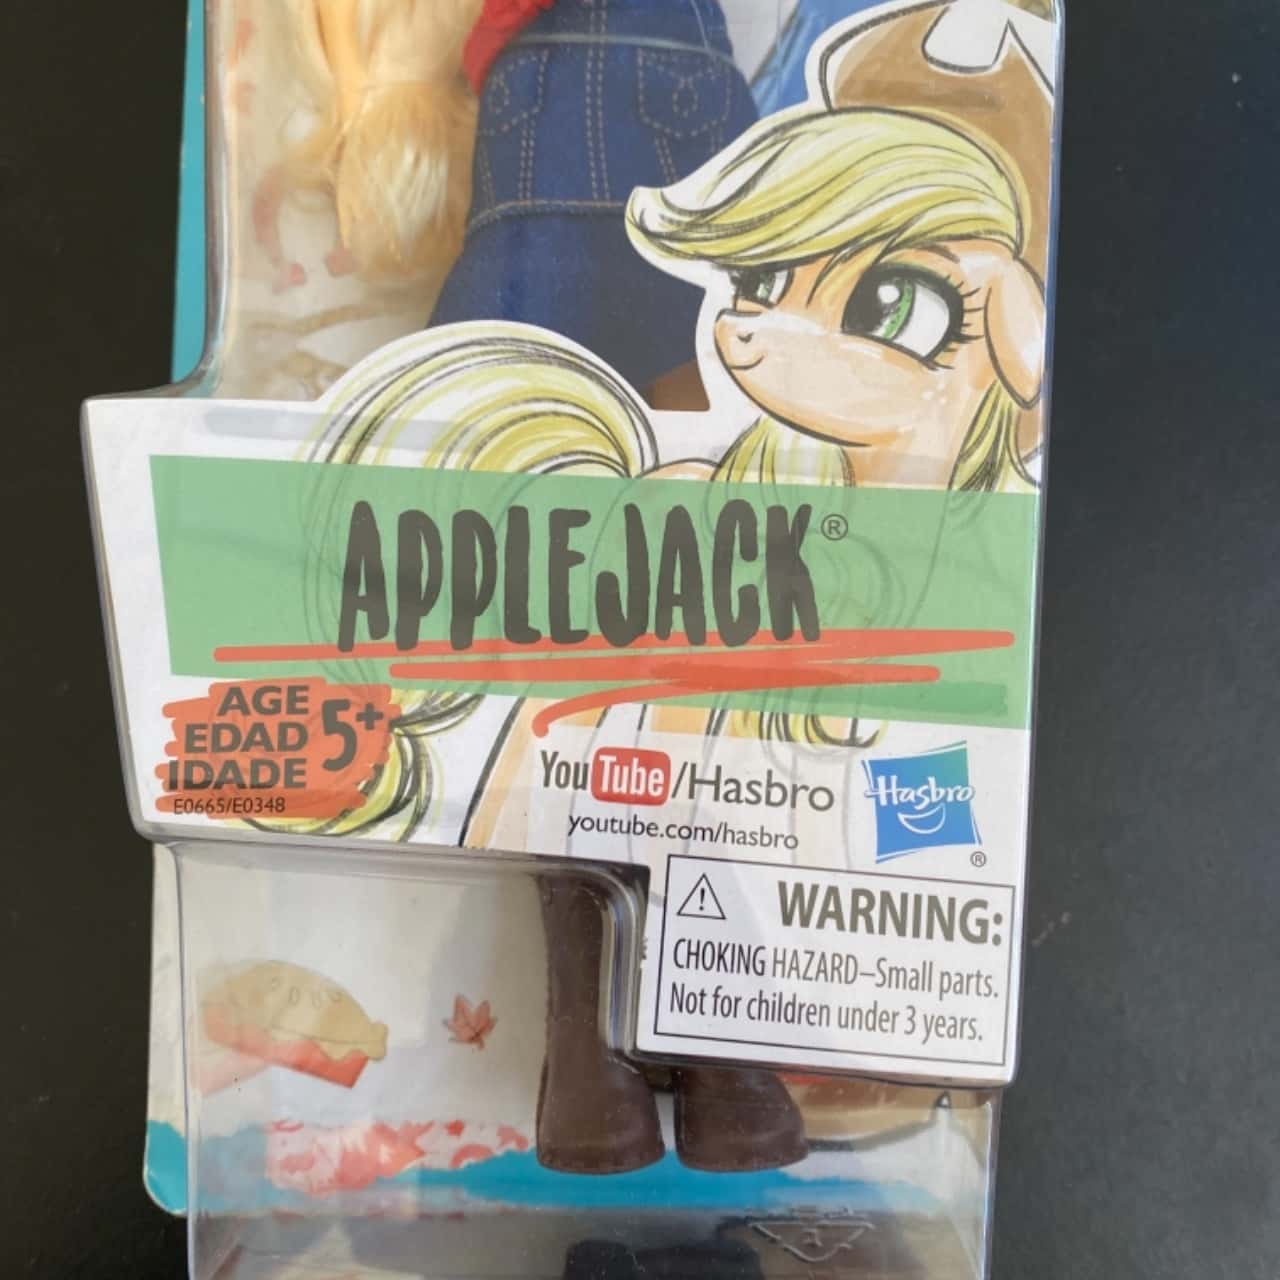 APPLEJACK®
AGE
EDAD
IDADE
5+
E0665/E0348
YouTube/Hasbro
youtube.com/hasbro
Hasbro
®
⚠ WARNING:
CHOKING HAZARD–Small parts.
Not for children under 3 years.